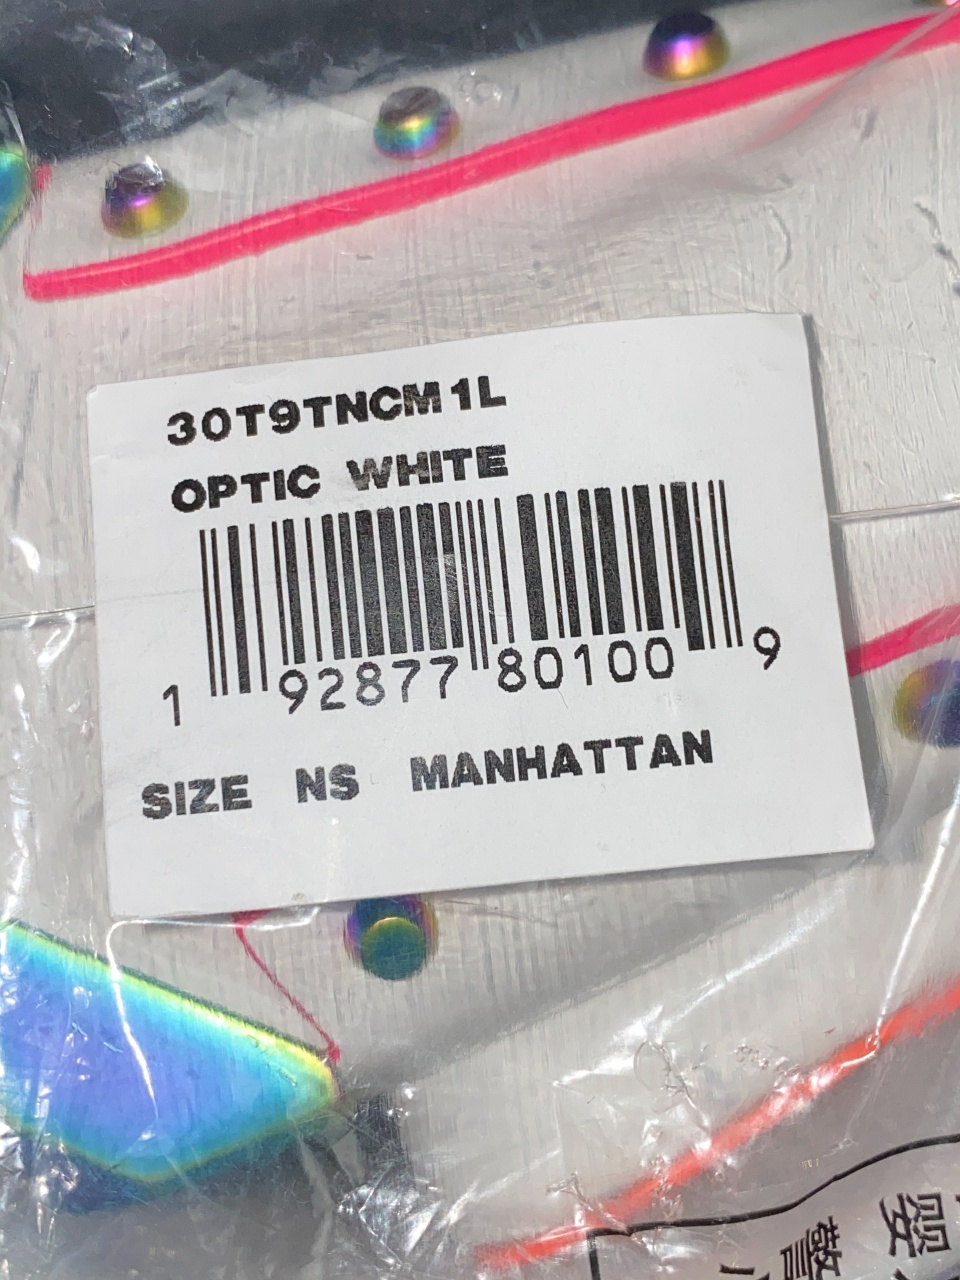 30T9TNCM1L
OPTIC WHITE
1 92877 80100 9
SIZE NS MANHATTAN